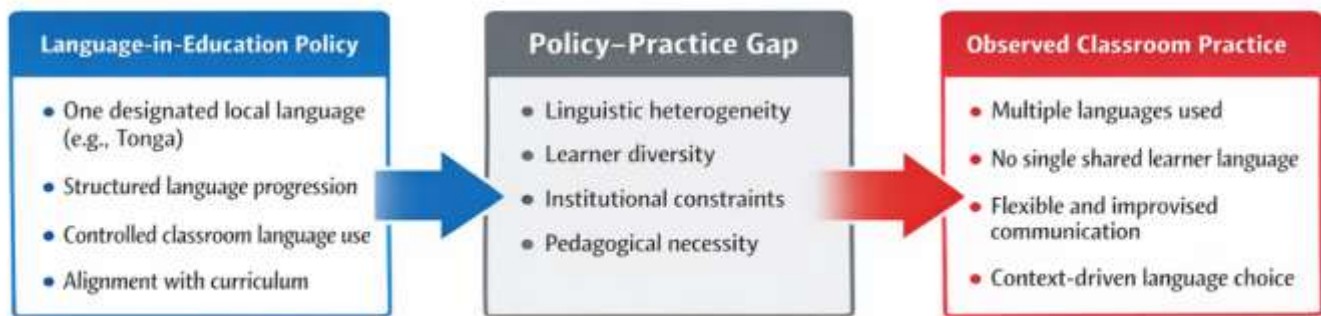 Language-in-Education Policy
• One designated local language
(e.g., Tonga)
• Structured language progression
• Controlled classroom language use
• Alignment with curriculum
Policy–Practice Gap
• Linguistic heterogeneity
• Learner diversity
• Institutional constraints
• Pedagogical necessity
Observed Classroom Practice
• Multiple languages used
• No single shared learner language
• Flexible and improvised
communication
• Context-driven language choice